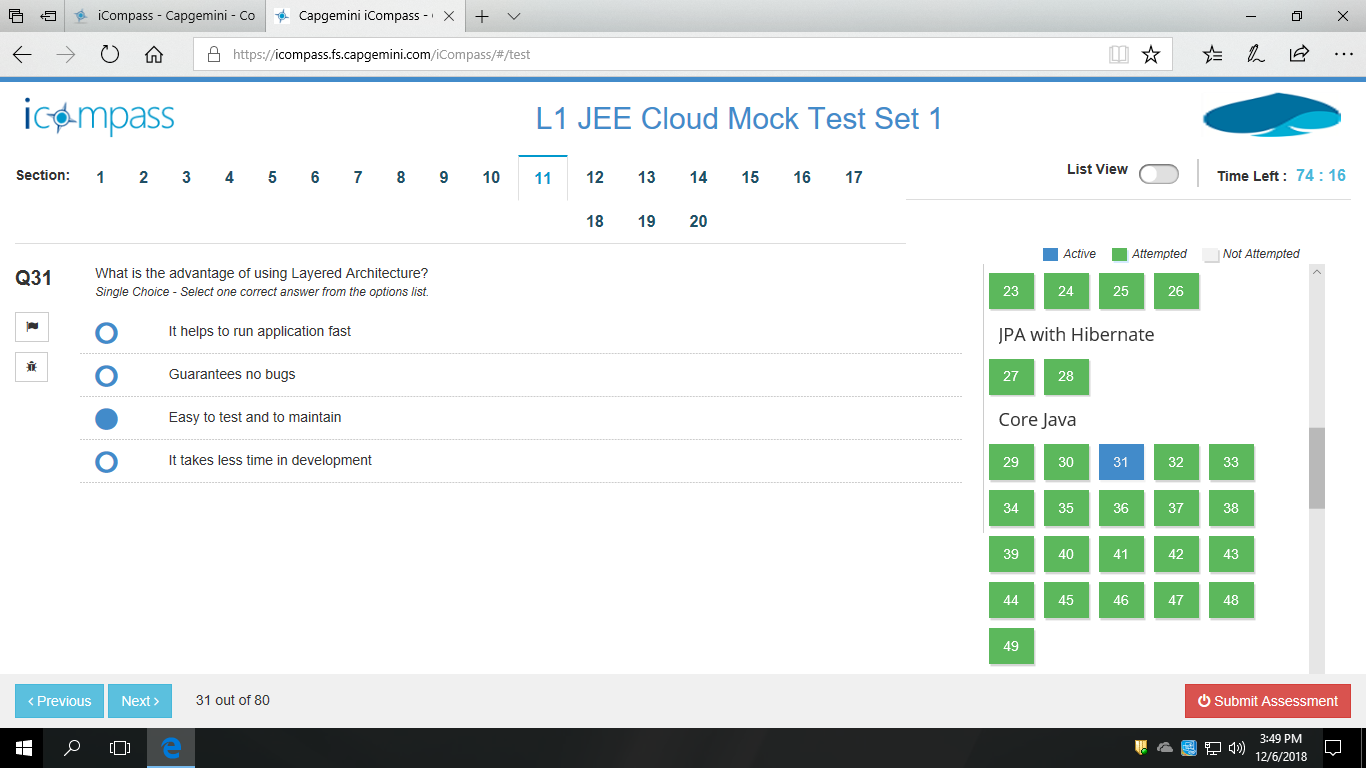 iCompass - Capgemini - Co
Capgemini iCompass -
https://icompass.fs.capgemini.com/iCompass/#/test
icompass
L1 JEE Cloud Mock Test Set 1
Section: 1 2 3 4 5 6 7 8 9 10 11 12 13 14 15 16 17
18 19 20
List View
Time Left : 74 : 16
Active Attempted Not Attempted
Q31
What is the advantage of using Layered Architecture?
Single Choice - Select one correct answer from the options list.
It helps to run application fast
Guarantees no bugs
Easy to test and to maintain
It takes less time in development
23 24 25 26
JPA with Hibernate
27 28
Core Java
29 30 31 32 33
34 35 36 37 38
39 40 41 42 43
44 45 46 47 48
49
< Previous Next > 31 out of 80
Submit Assessment
3:49 PM
12/6/2018